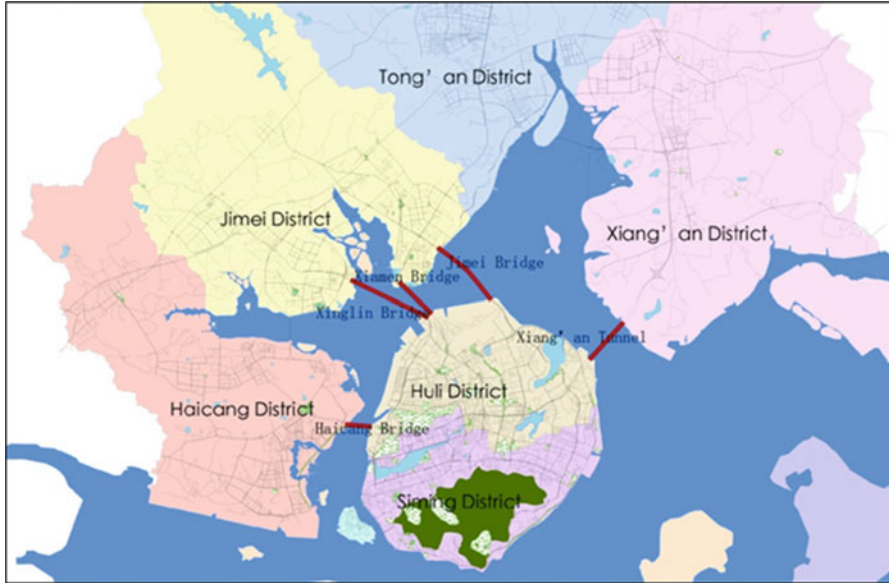 Tong’an District
Jimei District
Xiang’an District
Jimei Bridge
Xiamen Bridge
Xinglin Bridge
Xiang’an Tunnel
Huli District
Haicang District
Haicang Bridge
Siming District